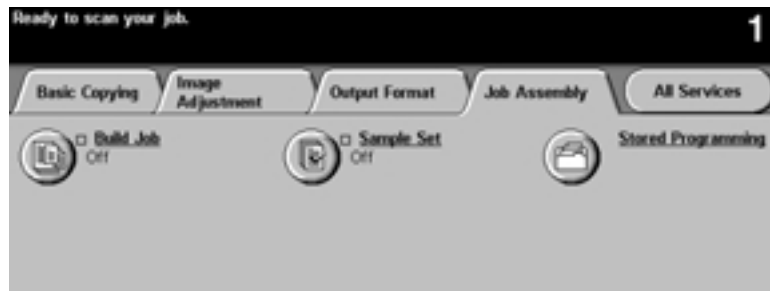 Ready to scan your job.
1
Basic Copying
Image
Adjustment
Output Format
Job Assembly
All Services
Build Job
Off
Sample Set
Off
Stored Programming